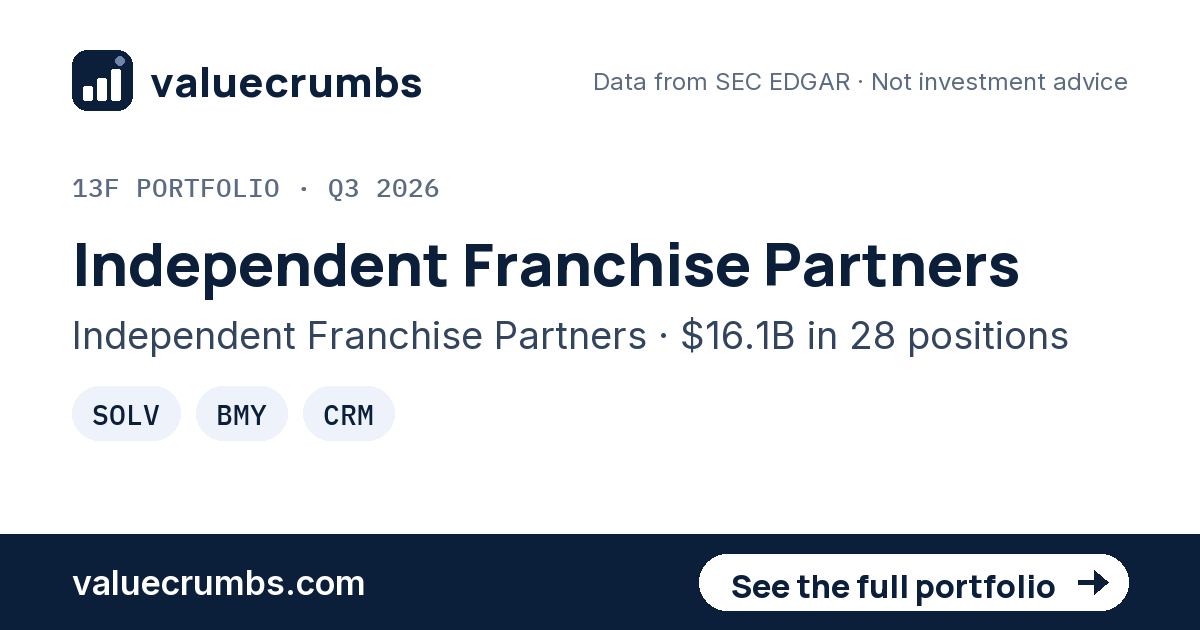 valuecrumbs
Data from SEC EDGAR · Not investment advice
13F PORTFOLIO · Q3 2026
Independent Franchise Partners
Independent Franchise Partners · $16.1B in 28 positions
SOLV BMY CRM
valuecrumbs.com
See the full portfolio →